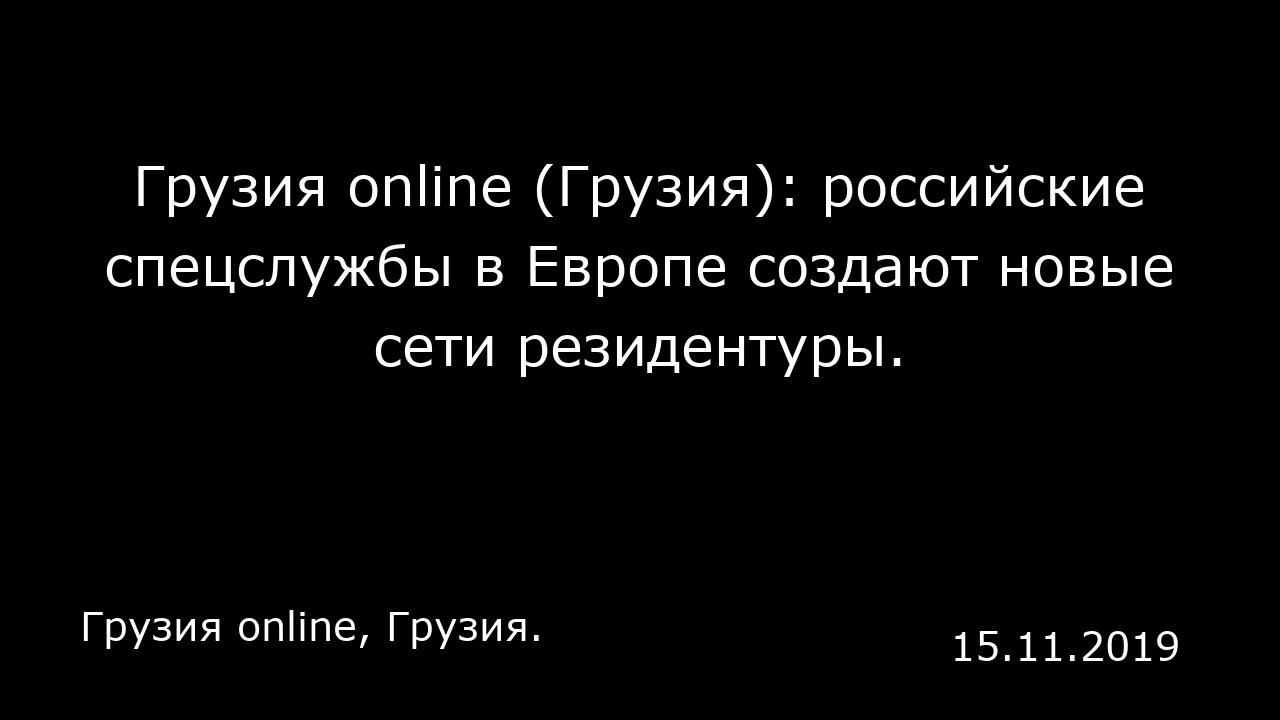 Грузия online (Грузия): российские
спецслужбы в Европе создают новые
сети резидентуры.
Грузия online, Грузия.
15.11.2019